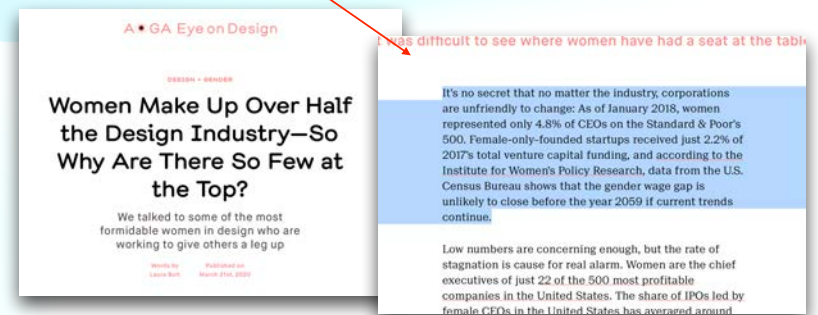 A•GA Eye on Design
DESIGN + GENDER
Women Make Up Over Half
the Design Industry—So
Why Are There So Few at
the Top?
We talked to some of the most
formidable women in design who are
working to give others a leg up
Words by
Laura Bolt
Published on
March 21st, 2020
t was difficult to see where women have had a seat at the table
It's no secret that no matter the industry, corporations
are unfriendly to change: As of January 2018, women
represented only 4.8% of CEOs on the Standard & Poor's
500. Female-only-founded startups received just 2.2% of
2017's total venture capital funding, and according to the
Institute for Women's Policy Research, data from the U.S.
Census Bureau shows that the gender wage gap is
unlikely to close before the year 2059 if current trends
continue.
Low numbers are concerning enough, but the rate of
stagnation is cause for real alarm. Women are the chief
executives of just 22 of the 500 most profitable
companies in the United States. The share of IPOs led by
female CEOs in the United States has averaged around